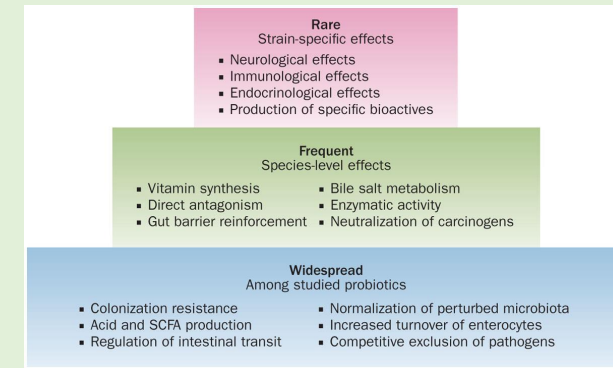 Rare
Strain-specific effects
▪ Neurological effects
▪ Immunological effects
▪ Endocrinological effects
▪ Production of specific bioactives
Frequent
Species-level effects
▪ Vitamin synthesis
▪ Direct antagonism
▪ Gut barrier reinforcement
▪ Bile salt metabolism
▪ Enzymatic activity
▪ Neutralization of carcinogens
Widespread
Among studied probiotics
▪ Colonization resistance
▪ Acid and SCFA production
▪ Regulation of intestinal transit
▪ Normalization of perturbed microbiota
▪ Increased turnover of enterocytes
▪ Competitive exclusion of pathogens